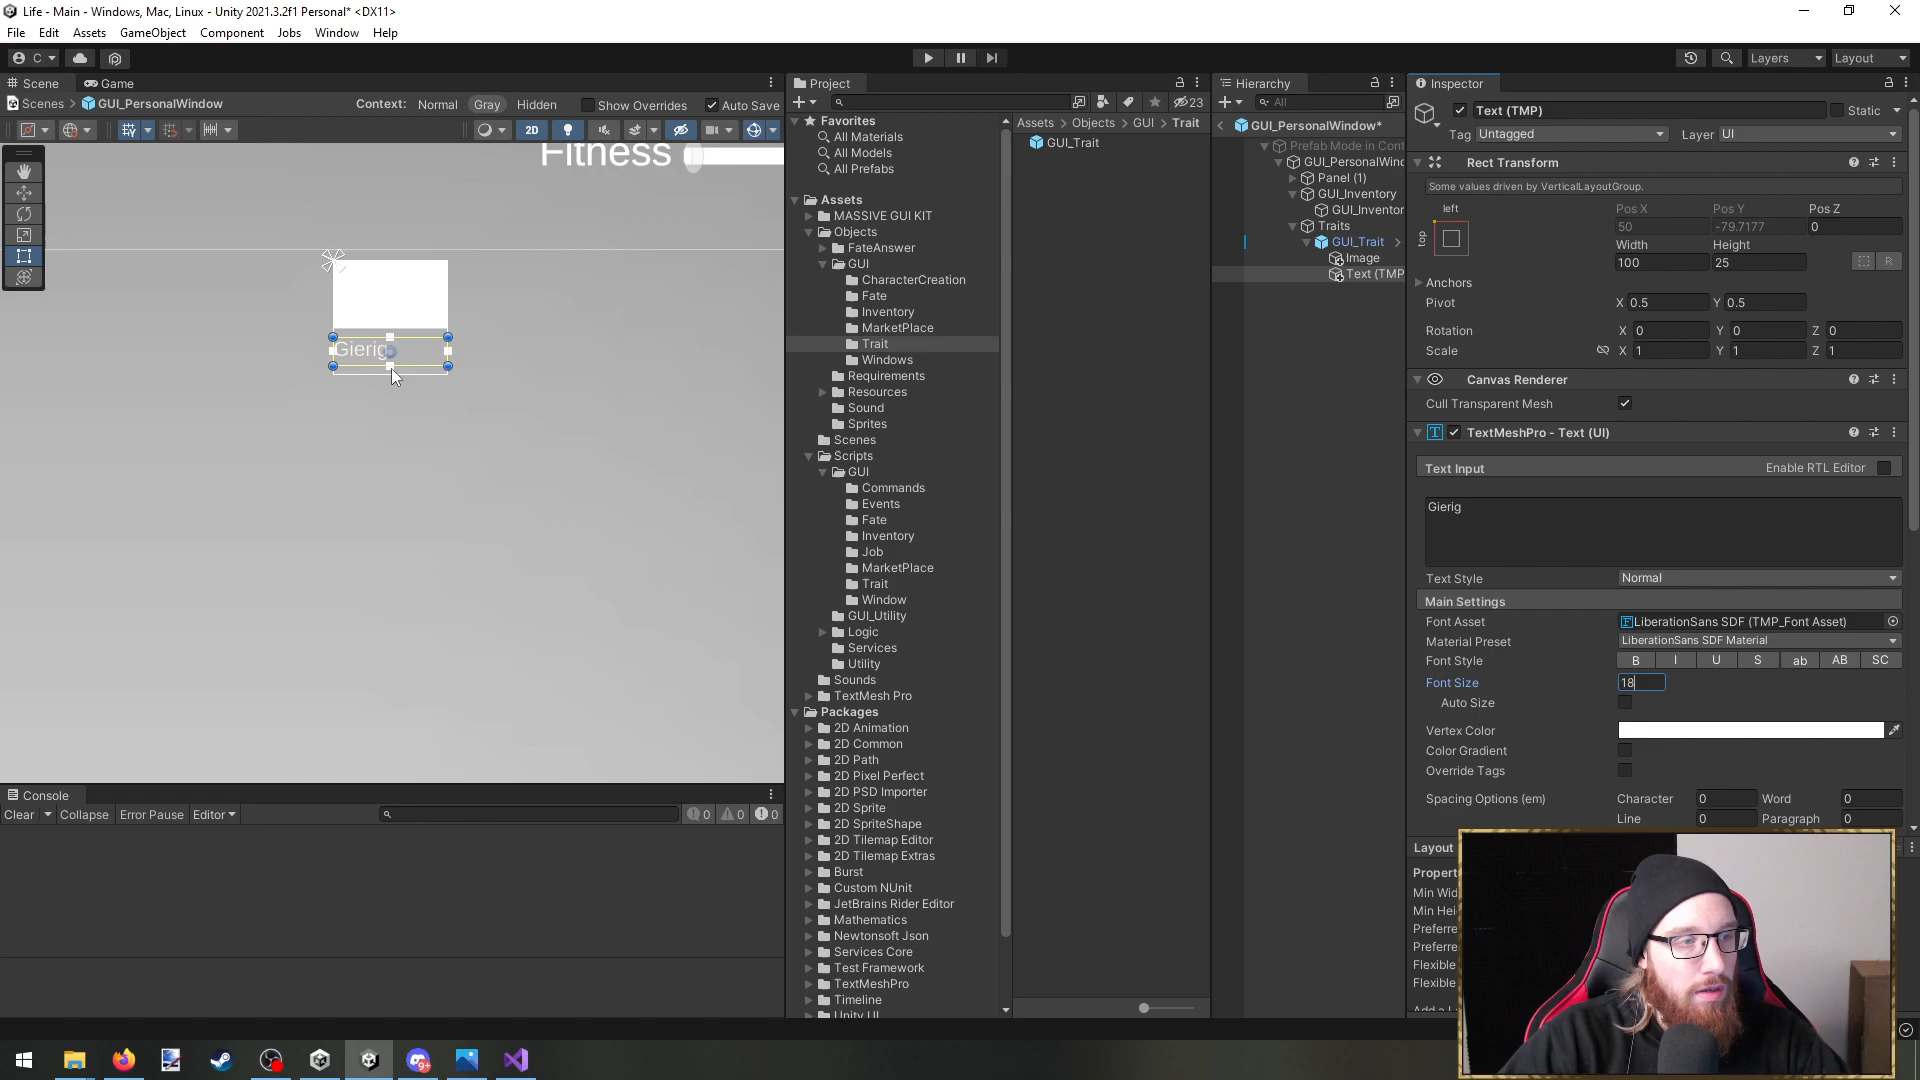 Life - Main - Windows, Mac, Linux - Unity 2021.3.2f1 Personal* <DX11>
File Edit Assets GameObject Component Jobs Window Help
C Layers Layout
Scene Game
Scenes > GUI_PersonalWindow Context: Normal Gray Hidden Show Overrides Auto Save
2D
Fitness
Gierig
Console
Clear Collapse Error Pause Editor 0 0 0
Project
23
Favorites
All Materials
All Models
All Prefabs
Assets
MASSIVE GUI KIT
Objects
FateAnswer
GUI
CharacterCreation
Fate
Inventory
MarketPlace
Trait
Windows
Requirements
Resources
Sound
Sprites
Scenes
Scripts
GUI
Commands
Events
Fate
Inventory
Job
MarketPlace
Trait
Window
GUI_Utility
Logic
Services
Utility
Sounds
TextMesh Pro
Packages
2D Animation
2D Common
2D Path
2D Pixel Perfect
2D PSD Importer
2D Sprite
2D SpriteShape
2D Tilemap Editor
2D Tilemap Extras
Burst
Custom NUnit
JetBrains Rider Editor
Mathematics
Newtonsoft Json
Services Core
Test Framework
TextMeshPro
Timeline
Unity UI
Assets > Objects > GUI > Trait
GUI_Trait
Hierarchy
All
GUI_PersonalWindow*
Prefab Mode in Cont
GUI_PersonalWind
Panel (1)
GUI_Inventory
GUI_Inventor
Traits
GUI_Trait
Image
Text (TMP
Inspector
Text (TMP) Static
Tag Untagged Layer UI
Rect Transform
Some values driven by VerticalLayoutGroup.
left Pos X Pos Y Pos Z
top 50 -79.7177 0
Width Height
100 25 R
Anchors
Pivot X 0.5 Y 0.5
Rotation X 0 Y 0 Z 0
Scale X 1 Y 1 Z 1
Canvas Renderer
Cull Transparent Mesh
TextMeshPro - Text (UI)
Text Input Enable RTL Editor
Gierig
Text Style Normal
Main Settings
Font Asset LiberationSans SDF (TMP_Font Asset)
Material Preset LiberationSans SDF Material
Font Style B I U S ab AB SC
Font Size 18
Auto Size
Vertex Color
Color Gradient
Override Tags
Spacing Options (em) Character 0 Word 0
Line 0 Paragraph 0
Layout
Propert
Min Wid
Min Hei
Preferre
Preferre
Flexible
Flexible
9+